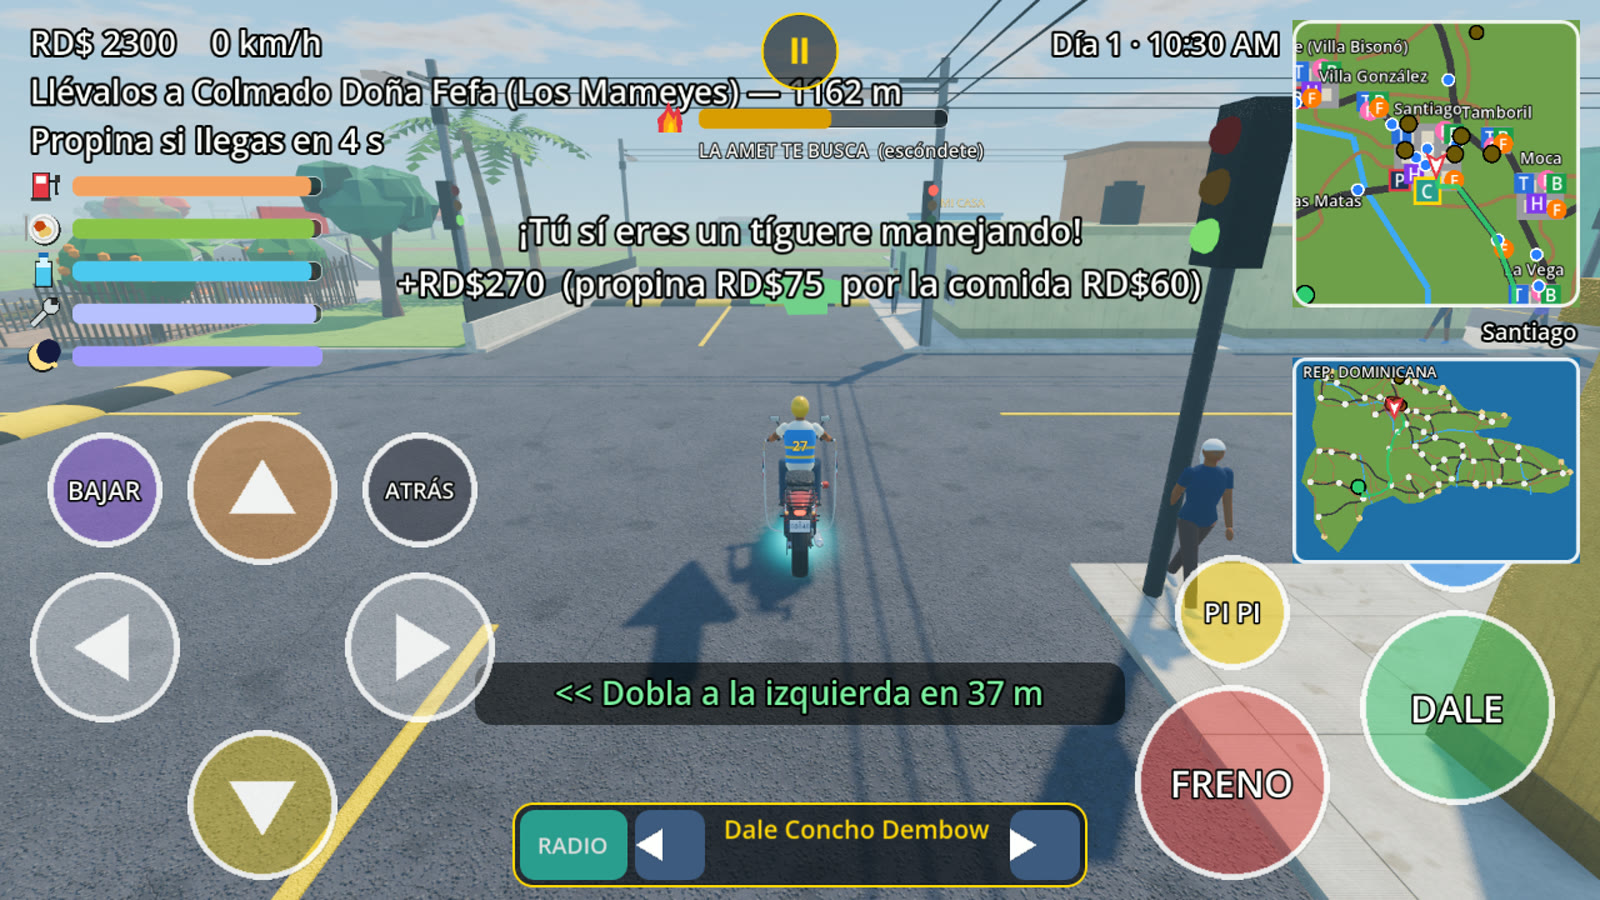 RD$ 2300 0 km/h
Día 1 · 10:30 AM
Llévalos a Colmado Doña Fefa (Los Mameyes) — 1162 m
Propina si llegas en 4 s
LA AMET TE BUSCA (escóndete)
¡Tú sí eres un tíguere manejando!
+RD$270 (propina RD$75 por la comida RD$60)
e (Villa Bisonó)
Villa González
Santiago
Tamboril
Moca
as Matas
La Vega
P H C F
T B
H F
T B
Santiago
REP. DOMINICANA
27
BAJAR
ATRÁS
PI PI
<< Dobla a la izquierda en 37 m
DALE
FRENO
RADIO
Dale Concho Dembow